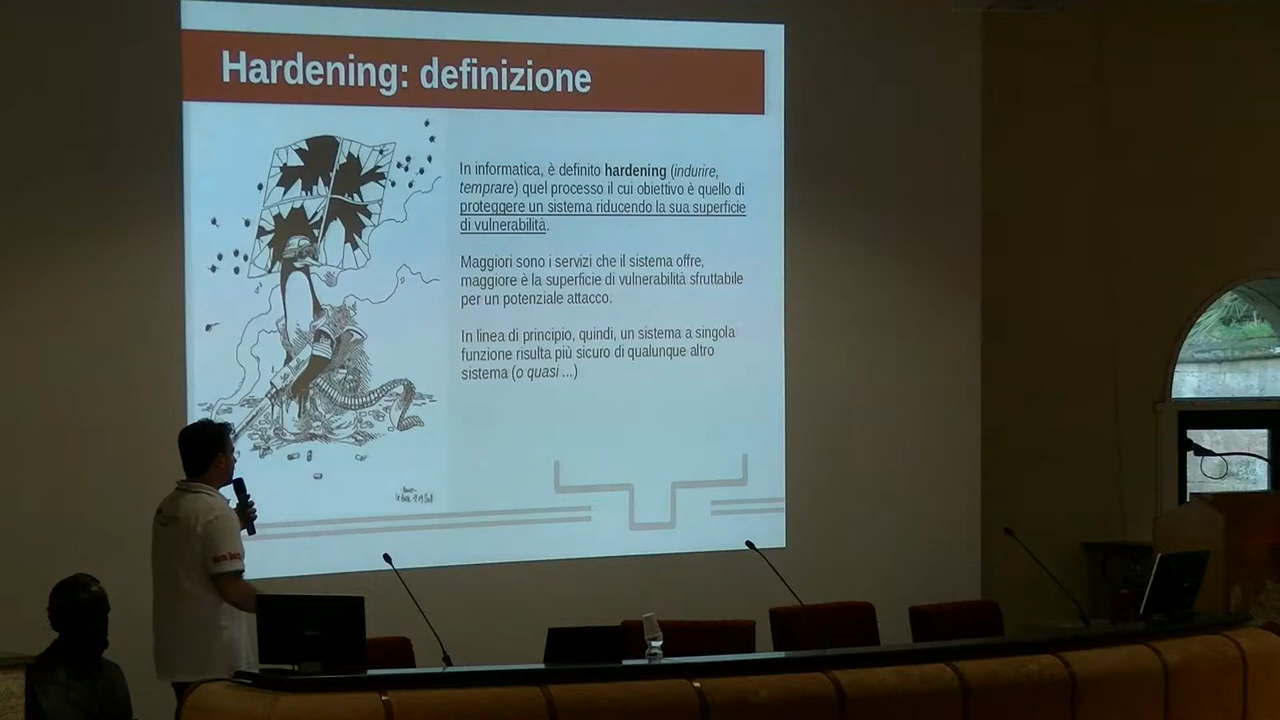 Hardening: definizione
In informatica, è definito hardening (indurire,
temprare) quel processo il cui obiettivo è quello di
proteggere un sistema riducendo la sua superficie
di vulnerabilità.
Maggiori sono i servizi che il sistema offre,
maggiore è la superficie di vulnerabilità sfruttabile
per un potenziale attacco.
In linea di principio, quindi, un sistema a singola
funzione risulta più sicuro di qualunque altro
sistema (o quasi ...)